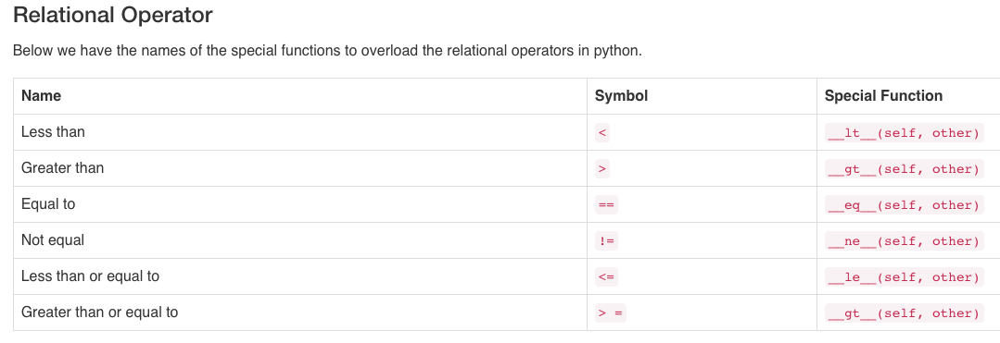 Relational Operator
Below we have the names of the special functions to overload the relational operators in python.
Name Symbol Special Function
Less than < __lt__(self, other)
Greater than > __gt__(self, other)
Equal to == __eq__(self, other)
Not equal != __ne__(self, other)
Less than or equal to <= __le__(self, other)
Greater than or equal to > = __gt__(self, other)